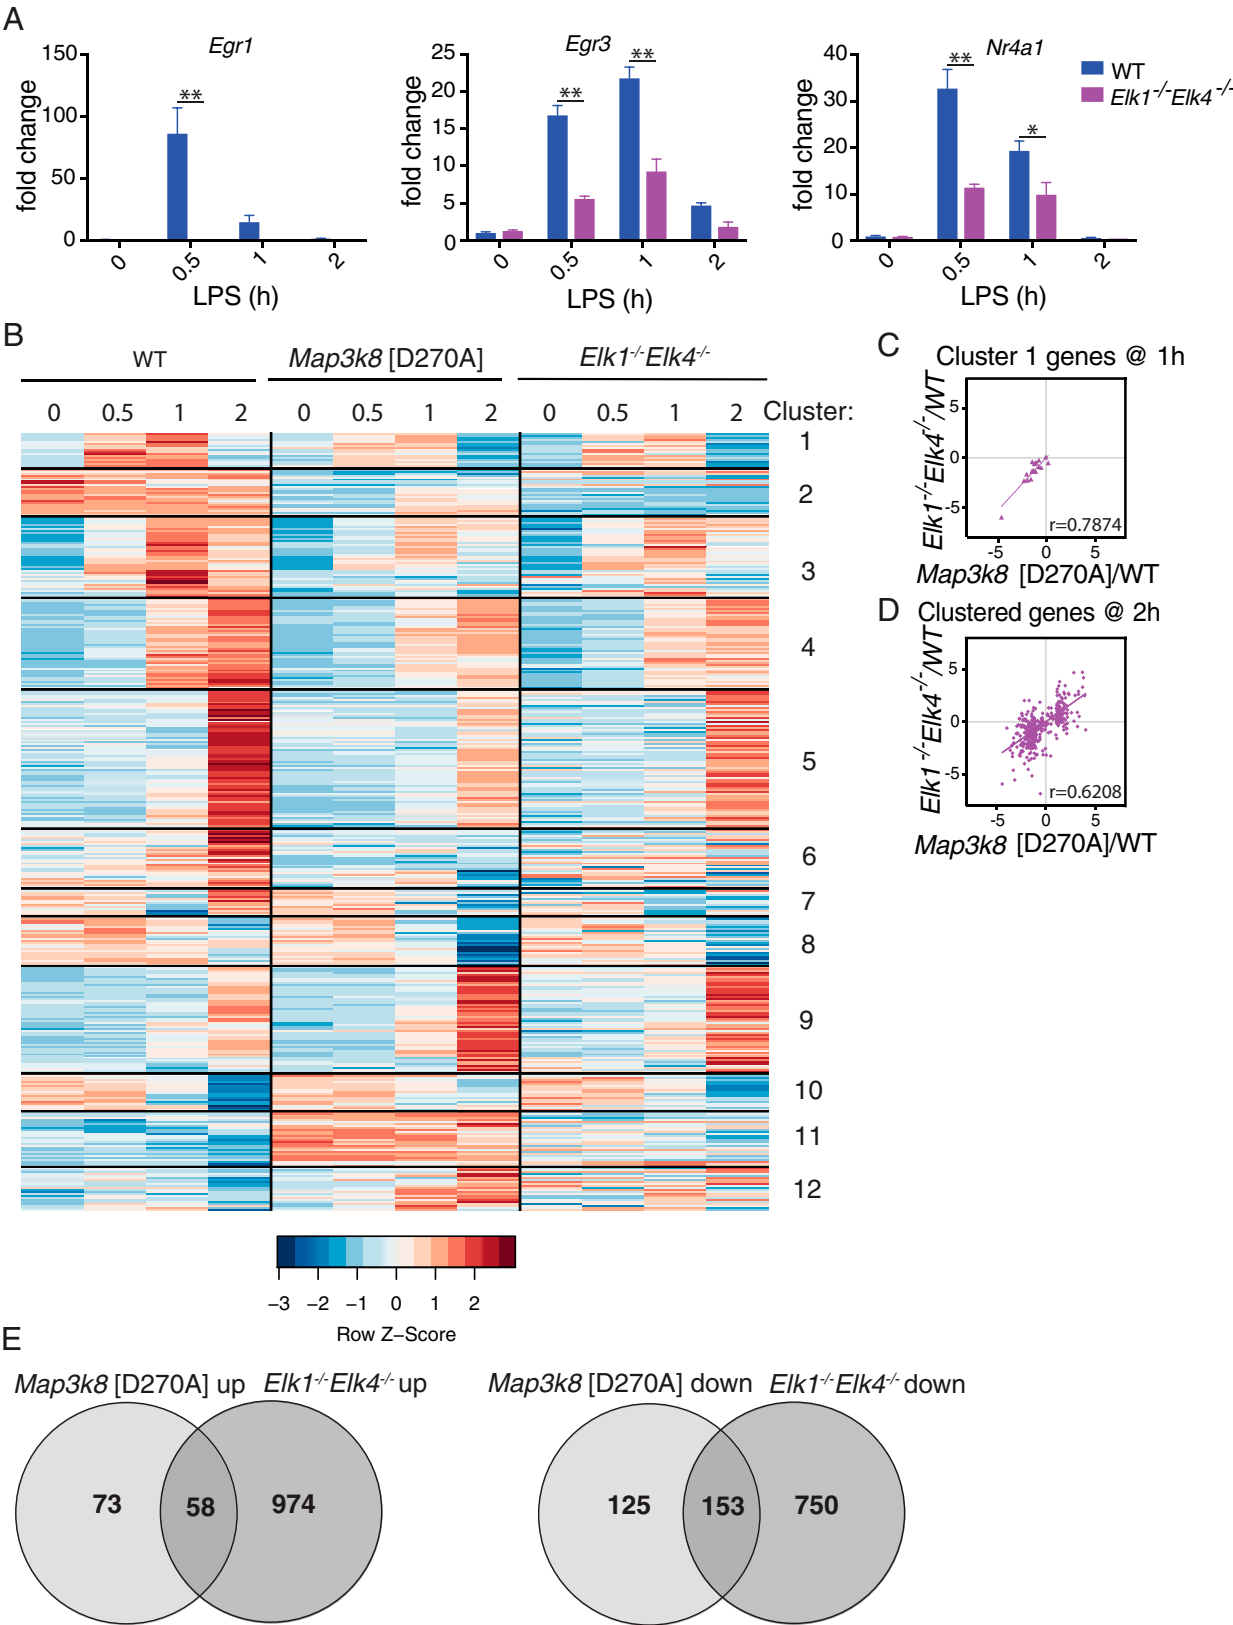 A
Egr1
fold change
150
100
50
0
**
0 0.5 1 2
LPS (h)
Egr3
fold change
25
20
15
10
5
0
** **
0 0.5 1 2
LPS (h)
Nr4a1
fold change
40
30
20
10
0
** *
0 0.5 1 2
LPS (h)
WT
Elk1-/-Elk4-/-
B
WT Map3k8 [D270A] Elk1-/-Elk4-/-
0 0.5 1 2 0 0.5 1 2 0 0.5 1 2 Cluster:
1
2
3
4
5
6
7
8
9
10
11
12
−3 −2 −1 0 1 2
Row Z−Score
C
Cluster 1 genes @ 1h
Elk1-/-Elk4-/-/WT
5
0
-5
r=0.7874
-5 0 5
Map3k8 [D270A]/WT
D
Clustered genes @ 2h
Elk1-/-Elk4-/-/WT
5
0
-5
r=0.6208
-5 0 5
Map3k8 [D270A]/WT
E
Map3k8 [D270A] up Elk1-/-Elk4-/- up
73 58 974
Map3k8 [D270A] down Elk1-/-Elk4-/- down
125 153 750